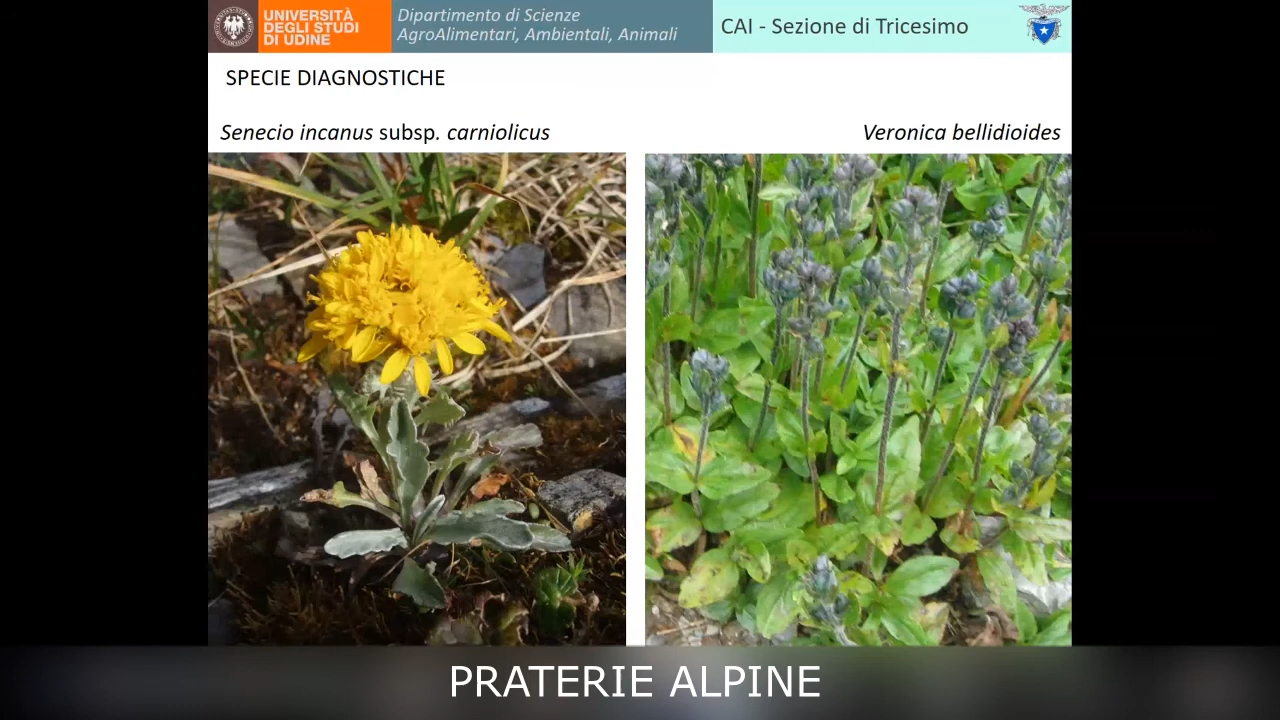 UNIVERSITÀ
DEGLI STUDI
DI UDINE
Dipartimento di Scienze
AgroAlimentari, Ambientali, Animali
CAI - Sezione di Tricesimo
SPECIE DIAGNOSTICHE
Senecio incanus subsp. carniolicus
Veronica bellidioides
PRATERIE ALPINE